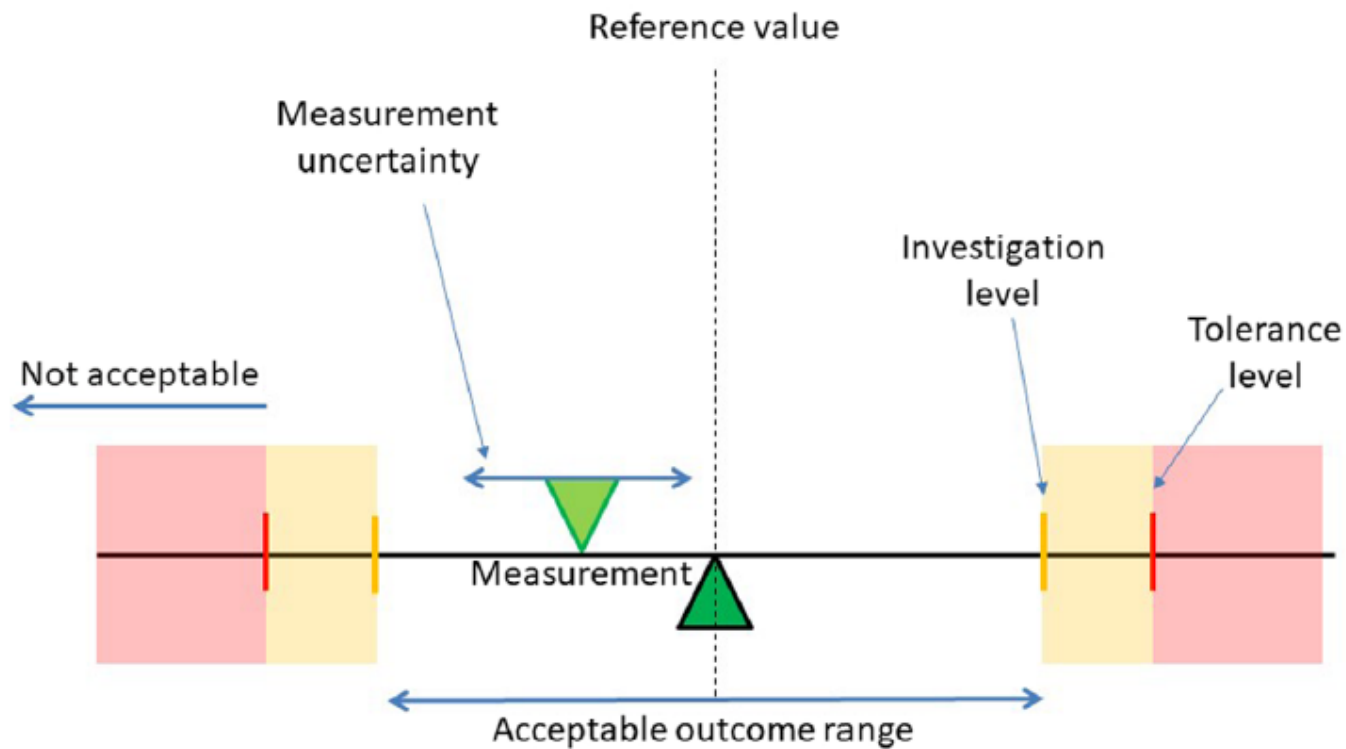 Reference value
Measurement
uncertainty
Investigation
level
Tolerance
level
Not acceptable
Measurement
Acceptable outcome range